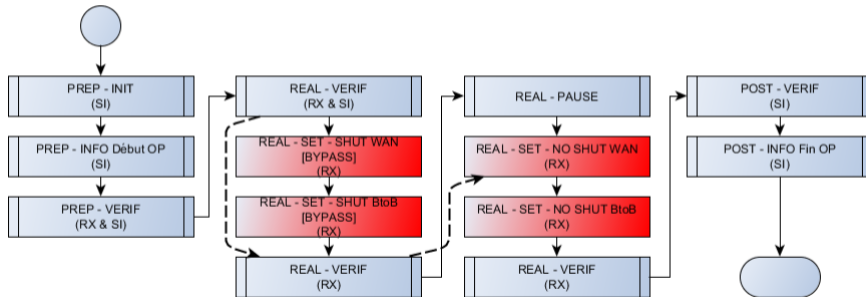 PREP - INIT
(SI)
PREP - INFO Début OP
(SI)
PREP - VERIF
(RX & SI)
REAL - VERIF
(RX & SI)
REAL - SET - SHUT WAN
[BYPASS]
(RX)
REAL - SET - SHUT BtoB
[BYPASS]
(RX)
REAL - VERIF
(RX)
REAL - PAUSE
REAL - SET - NO SHUT WAN
(RX)
REAL - SET - NO SHUT BtoB
(RX)
REAL - VERIF
(RX)
POST - VERIF
(SI)
POST - INFO Fin OP
(SI)